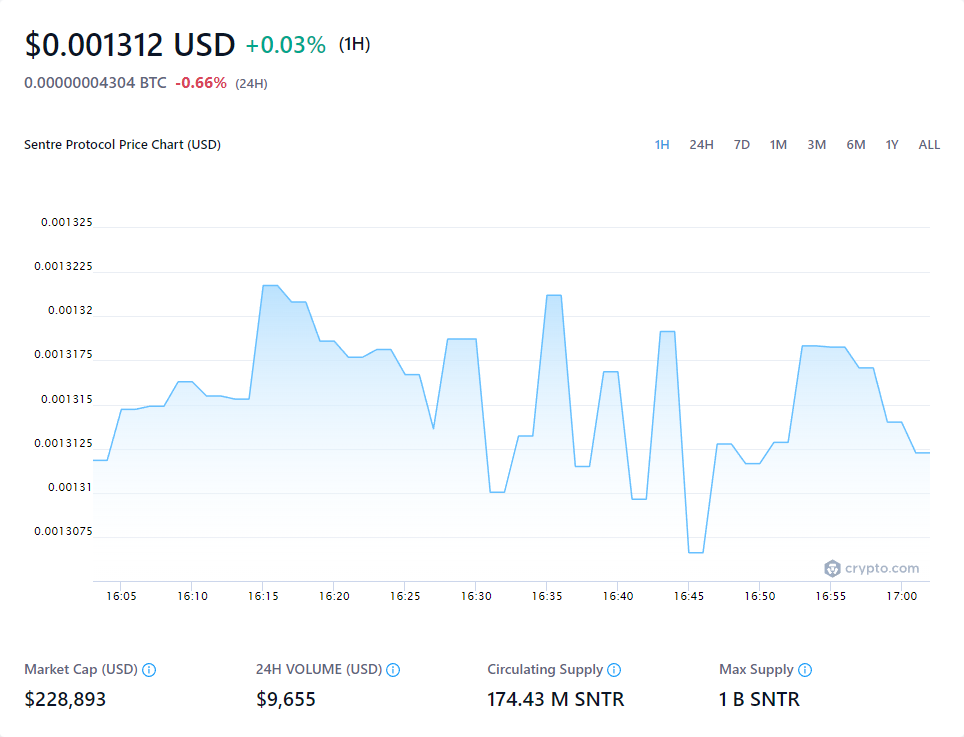 $0.001312 USD +0.03% (1H)
0.00000004304 BTC -0.66% (24H)
Sentre Protocol Price Chart (USD) 1H 24H 7D 1M 3M 6M 1Y ALL
0.001325
0.0013225
0.00132
0.0013175
0.001315
0.0013125
0.00131
0.0013075
crypto.com
16:05 16:10 16:15 16:20 16:25 16:30 16:35 16:40 16:45 16:50 16:55 17:00
Market Cap (USD) 24H VOLUME (USD) Circulating Supply Max Supply
$228,893 $9,655 174.43 M SNTR 1 B SNTR